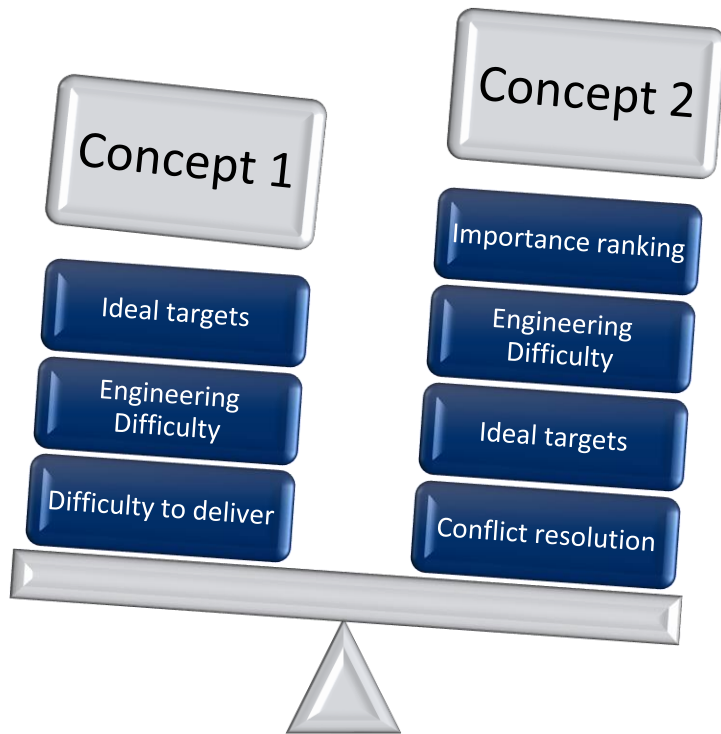 Concept 1
Ideal targets
Engineering
Difficulty
Difficulty to deliver
Concept 2
Importance ranking
Engineering
Difficulty
Ideal targets
Conflict resolution